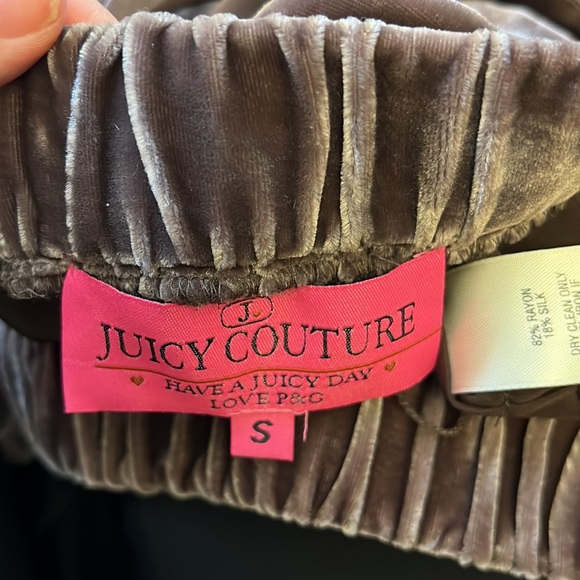 J
JUICY COUTURE
HAVE A JUICY DAY
LOVE P&G
S
82% RAYON
18% SILK
DRY CLEAN ONLY